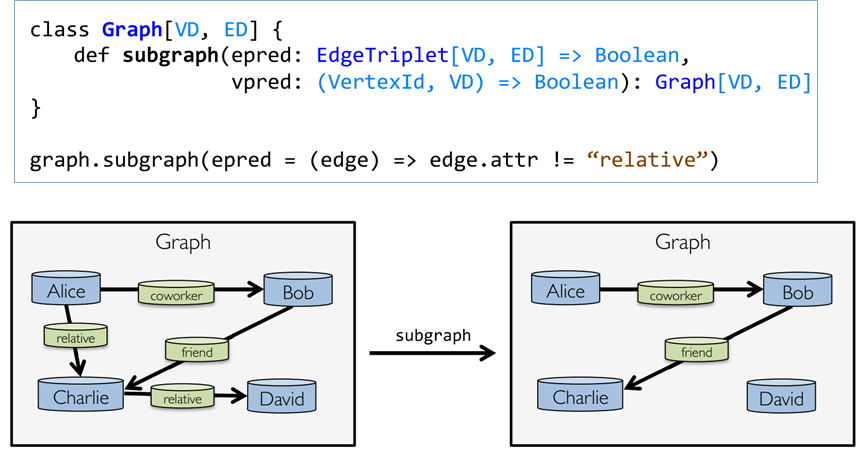 class Graph[VD, ED] {
def subgraph(epred: EdgeTriplet[VD, ED] => Boolean,
vpred: (VertexId, VD) => Boolean): Graph[VD, ED]
}
graph.subgraph(epred = (edge) => edge.attr != “relative”)
Graph
Alice
coworker
Bob
relative
friend
Charlie
relative
David
subgraph
Graph
Alice
coworker
Bob
friend
Charlie
David